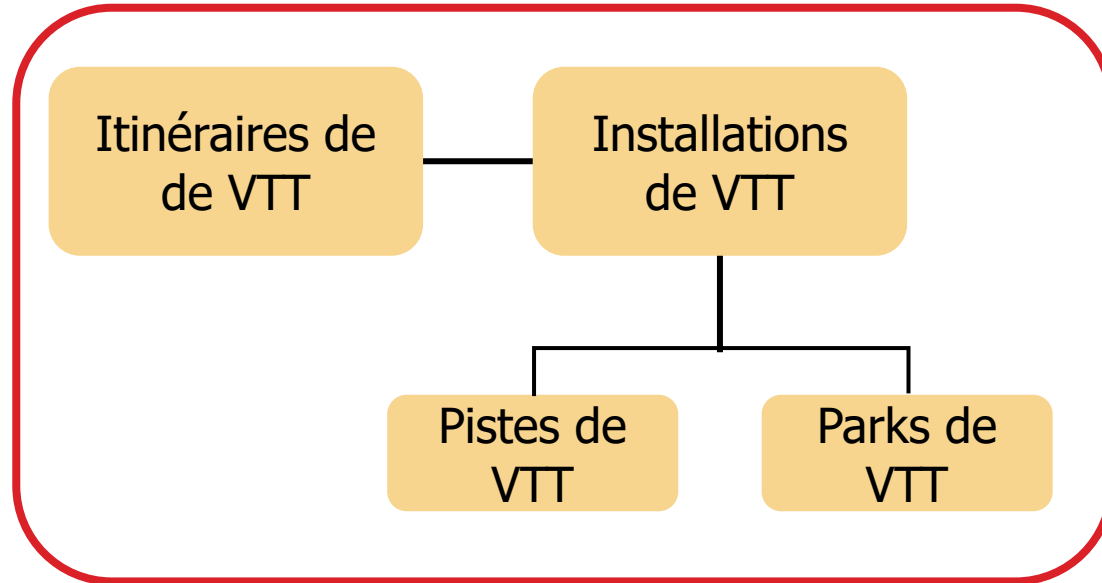 Itinéraires de
de VTT
Installations
de VTT
Pistes de
VTT
Parks de
VTT